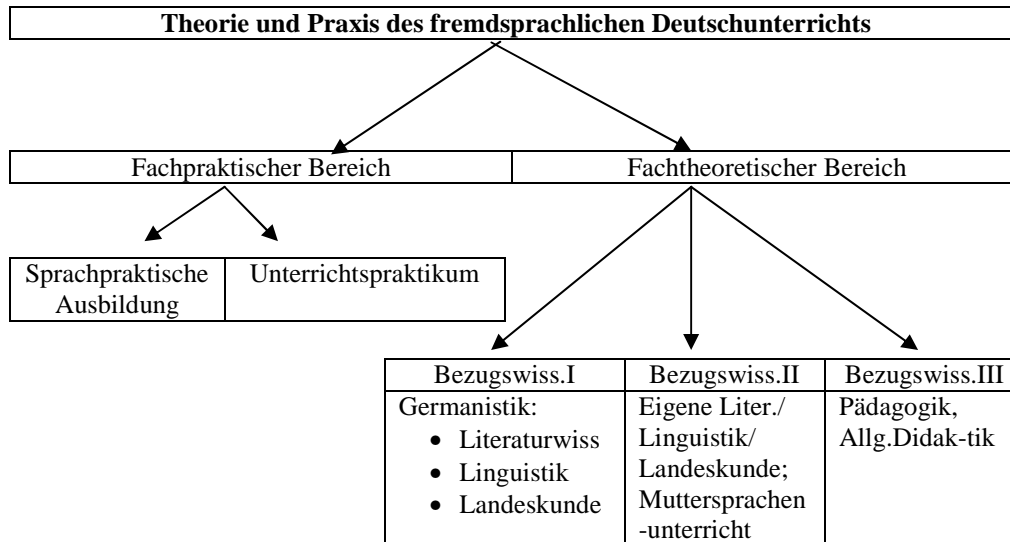 Theorie und Praxis des fremdsprachlichen Deutschunterrichts
Fachpraktischer Bereich
Fachtheoretischer Bereich
Sprachpraktische
Ausbildung
Unterrichtspraktikum
Bezugswiss.I
Germanistik:
• Literaturwiss
• Linguistik
• Landeskunde
Bezugswiss.II
Eigene Liter./
Linguistik/
Landeskunde;
Muttersprachen
-unterricht
Bezugswiss.III
Pädagogik,
Allg.Didak-tik